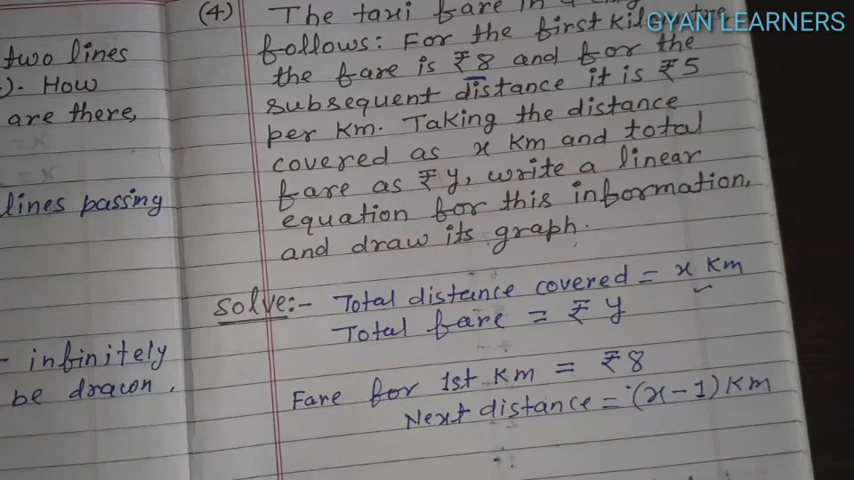 two lines
). How
are there,
lines passing
- infinitely
be drawn.
(4) The taxi fare in a
follows: For the first
GYAN LEARNERS
the fare is ₹8 and for the
subsequent distance it is ₹5
per km. Taking the distance
covered as x km and total
fare as ₹y, write a linear
equation for this information,
and draw its graph.
Solve:- Total distance covered = x km
Total fare = ₹ y
Fare for 1st km = ₹8
Next distance = (x-1) km